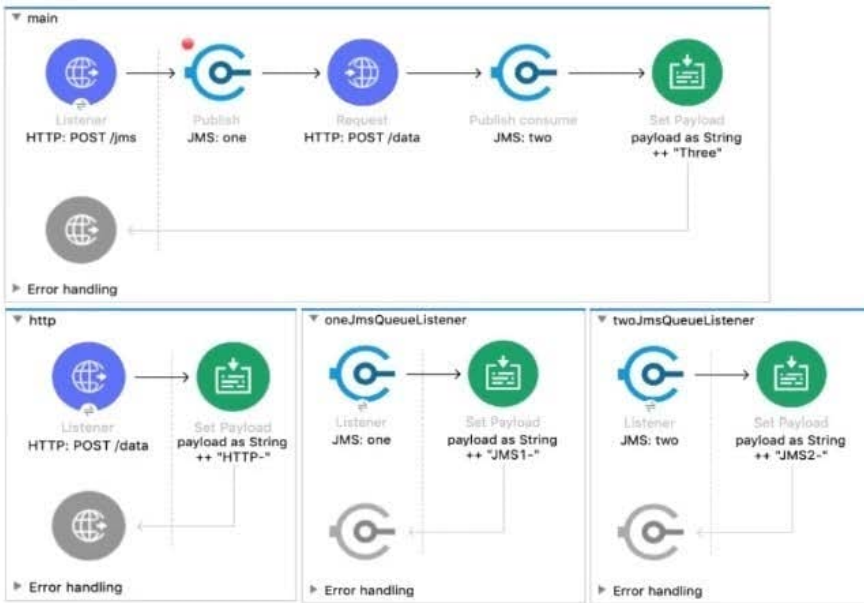 main
Listener
HTTP: POST /jms
Publish
JMS: one
Request
HTTP: POST /data
Publish consume
JMS: two
Set Payload
payload as String
++ "Three"
Error handling
http
Listener
HTTP: POST /data
Set Payload
payload as String
++ "HTTP-"
Error handling
oneJmsQueueListener
Listener
JMS: one
Set Payload
payload as String
++ "JMS1-"
Error handling
twoJmsQueueListener
Listener
JMS: two
Set Payload
payload as String
++ "JMS2-"
Error handling